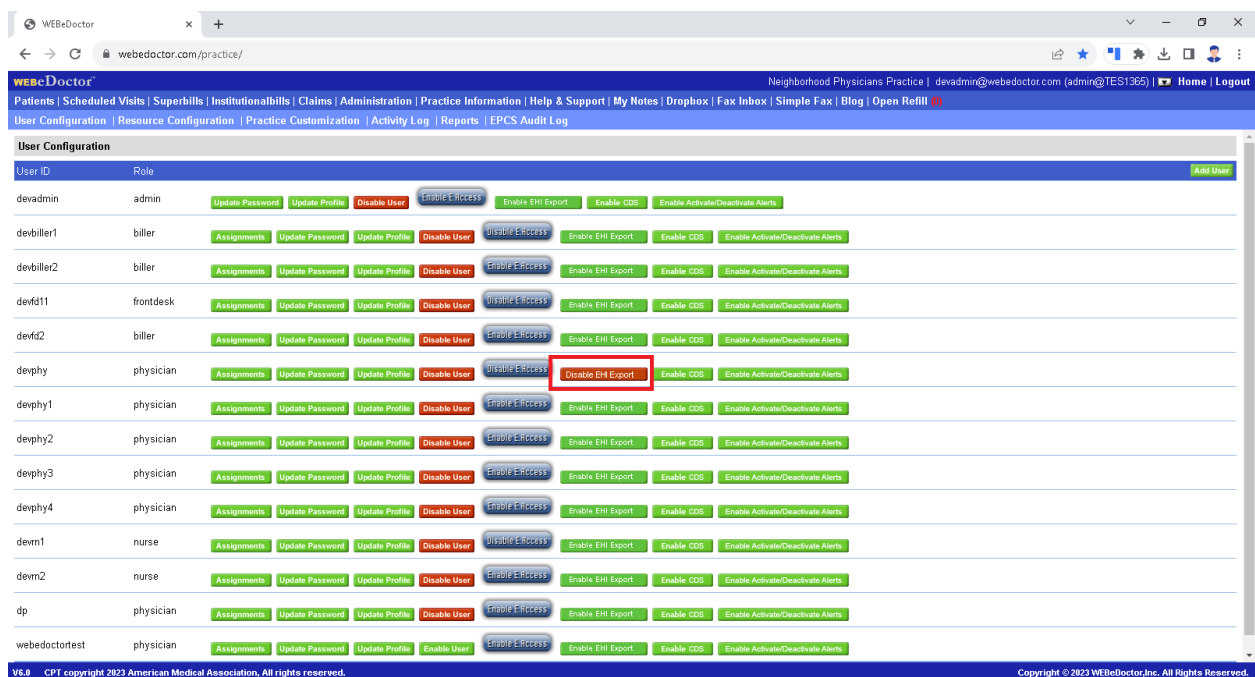 WEBeDoctor
webedoctor.com/practice/
WEBeDoctor
Neighborhood Physicians Practice | devadmin@webedoctor.com (admin@TES1365) | Home | Logout
Patients | Scheduled Visits | Superbills | Institutionalbills | Claims | Administration | Practice Information | Help & Support | My Notes | Dropbox | Fax Inbox | Simple Fax | Blog | Open Refill
User Configuration | Resource Configuration | Practice Customization | Activity Log | Reports | EPCS Audit Log
User Configuration
User ID Role Add User
devadmin admin Update Password Update Profile Disable User Enable E.Access Enable EHI Export Enable CDS Enable Activate/Deactivate Alerts
devbiller1 biller Assignments Update Password Update Profile Disable User Disable E.Access Enable EHI Export Enable CDS Enable Activate/Deactivate Alerts
devbiller2 biller Assignments Update Password Update Profile Disable User Enable E.Access Enable EHI Export Enable CDS Enable Activate/Deactivate Alerts
devfd11 frontdesk Assignments Update Password Update Profile Disable User Disable E.Access Enable EHI Export Enable CDS Enable Activate/Deactivate Alerts
devfd2 biller Assignments Update Password Update Profile Disable User Enable E.Access Enable EHI Export Enable CDS Enable Activate/Deactivate Alerts
devphy physician Assignments Update Password Update Profile Disable User Disable E.Access Disable EHI Export Enable CDS Enable Activate/Deactivate Alerts
devphy1 physician Assignments Update Password Update Profile Disable User Enable E.Access Enable EHI Export Enable CDS Enable Activate/Deactivate Alerts
devphy2 physician Assignments Update Password Update Profile Disable User Enable E.Access Enable EHI Export Enable CDS Enable Activate/Deactivate Alerts
devphy3 physician Assignments Update Password Update Profile Disable User Enable E.Access Enable EHI Export Enable CDS Enable Activate/Deactivate Alerts
devphy4 physician Assignments Update Password Update Profile Disable User Enable E.Access Enable EHI Export Enable CDS Enable Activate/Deactivate Alerts
devrn1 nurse Assignments Update Password Update Profile Disable User Disable E.Access Enable EHI Export Enable CDS Enable Activate/Deactivate Alerts
devrn2 nurse Assignments Update Password Update Profile Disable User Enable E.Access Enable EHI Export Enable CDS Enable Activate/Deactivate Alerts
dp physician Assignments Update Password Update Profile Disable User Enable E.Access Enable EHI Export Enable CDS Enable Activate/Deactivate Alerts
webedoctortest physician Assignments Update Password Update Profile Enable User Enable E.Access Enable EHI Export Enable CDS Enable Activate/Deactivate Alerts
V6.0 CPT copyright 2023 American Medical Association, All rights reserved. Copyright © 2023 WEBeDoctor,Inc. All Rights Reserved.